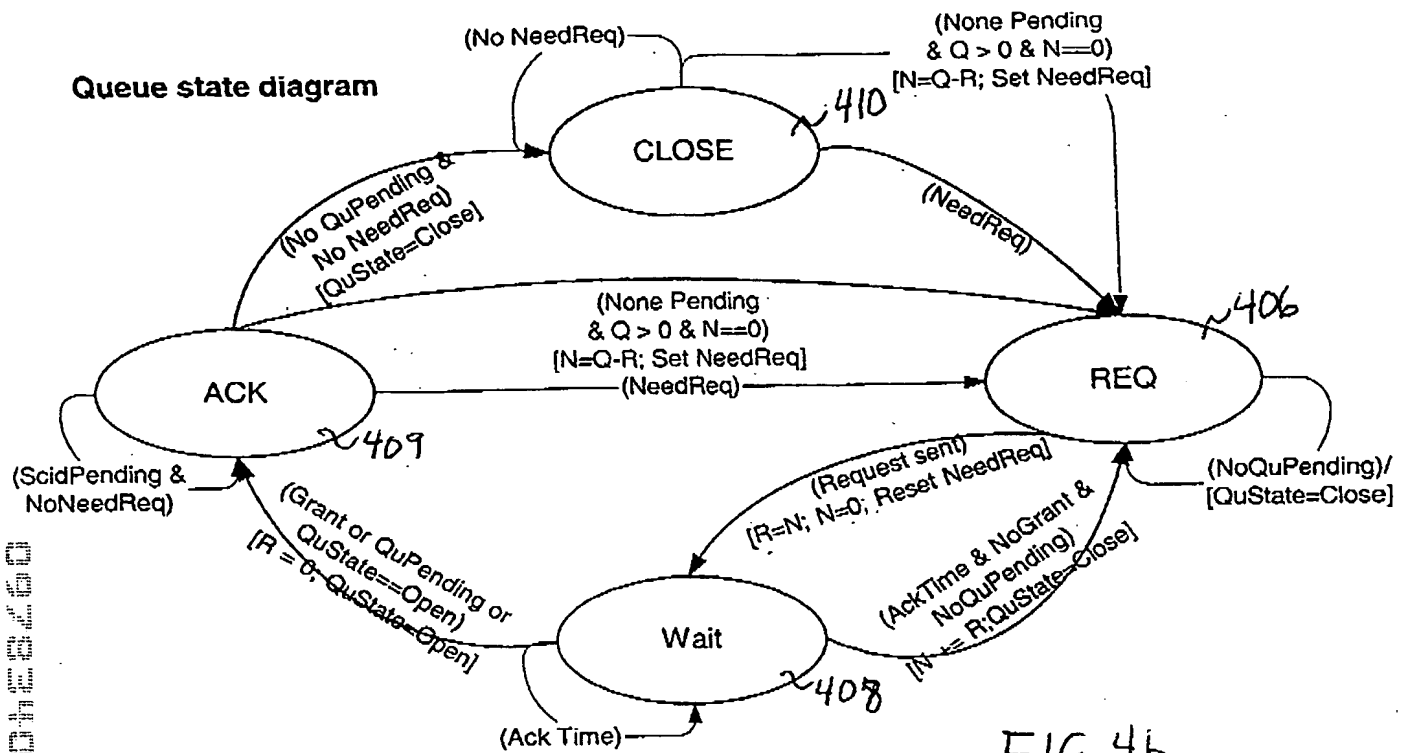 Queue state diagram
(No NeedReq)
(None Pending
& Q > 0 & N==0)
[N=Q-R; Set NeedReq]
410
CLOSE
(No QuPending &
No NeedReq)
[QuState=Close]
(NeedReq)
(None Pending
& Q > 0 & N==0)
[N=Q-R; Set NeedReq]
(NeedReq)
406
ACK
409
REQ
(ScidPending &
NoNeedReq)
(NoQuPending)/
[QuState=Close]
(Request sent)
[R=N; N=0; Reset NeedReq]
(Grant or QuPending or
QuState==Open)
[R = 0; QuState=Open]
(AckTime & NoGrant &
NoQuPending)
[N += R;QuState=Close]
Wait
408
(Ack Time)
FIG 4b